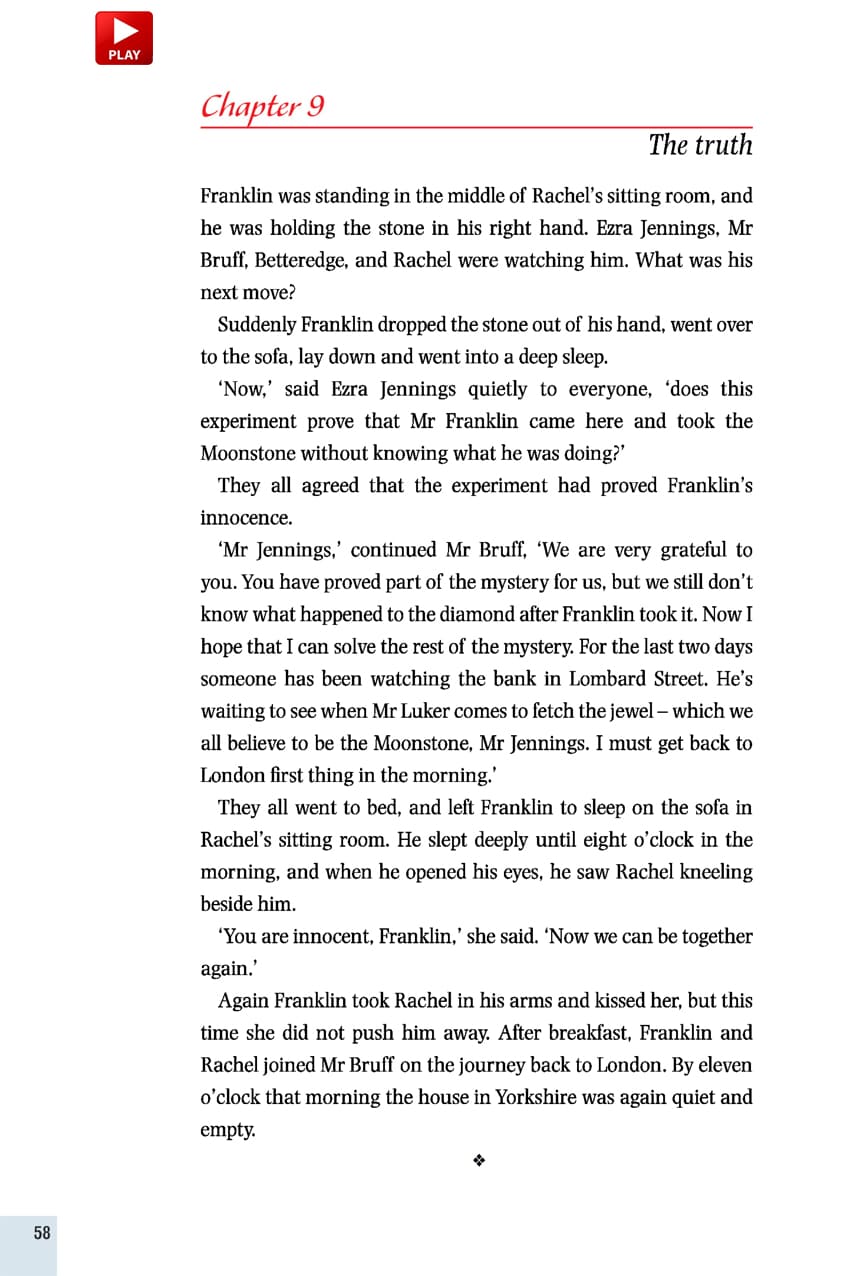 PLAY
Chapter 9
The truth
Franklin was standing in the middle of Rachel’s sitting room, and
he was holding the stone in his right hand. Ezra Jennings, Mr
Bruff, Betteredge, and Rachel were watching him. What was his
next move?
Suddenly Franklin dropped the stone out of his hand, went over
to the sofa, lay down and went into a deep sleep.
‘Now,’ said Ezra Jennings quietly to everyone, ‘does this
experiment prove that Mr Franklin came here and took the
Moonstone without knowing what he was doing?’
They all agreed that the experiment had proved Franklin’s
innocence.
‘Mr Jennings,’ continued Mr Bruff, ‘We are very grateful to
you. You have proved part of the mystery for us, but we still don’t
know what happened to the diamond after Franklin took it. Now I
hope that I can solve the rest of the mystery. For the last two days
someone has been watching the bank in Lombard Street. He’s
waiting to see when Mr Luker comes to fetch the jewel – which we
all believe to be the Moonstone, Mr Jennings. I must get back to
London first thing in the morning.’
They all went to bed, and left Franklin to sleep on the sofa in
Rachel’s sitting room. He slept deeply until eight o’clock in the
morning, and when he opened his eyes, he saw Rachel kneeling
beside him.
‘You are innocent, Franklin,’ she said. ‘Now we can be together
again.’
Again Franklin took Rachel in his arms and kissed her, but this
time she did not push him away. After breakfast, Franklin and
Rachel joined Mr Bruff on the journey back to London. By eleven
o’clock that morning the house in Yorkshire was again quiet and
empty.
58